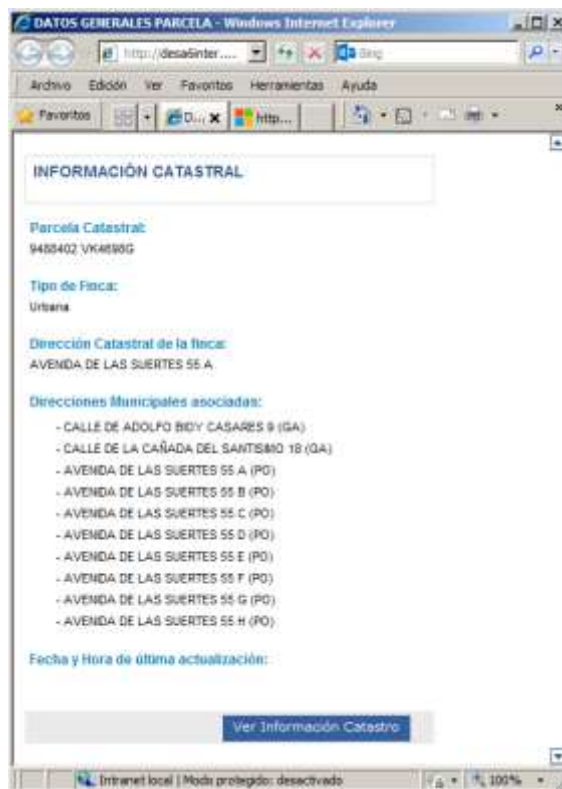 DATOS GENERALES PARCELA - Windows Internet Explorer
http://desa6inter....
Bing
Archivo Edición Ver Favoritos Herramientas Ayuda
Favoritos D... http...
INFORMACIÓN CATASTRAL
Parcela Catastral:
9488402 VK4698G
Tipo de Finca:
Urbana
Dirección Catastral de la finca:
AVENIDA DE LAS SUERTES 55 A
Direcciones Municipales asociadas:
- CALLE DE ADOLFO BIOY CASARES 9 (GA)
- CALLE DE LA CAÑADA DEL SANTISIMO 18 (GA)
- AVENIDA DE LAS SUERTES 55 A (PO)
- AVENIDA DE LAS SUERTES 55 B (PO)
- AVENIDA DE LAS SUERTES 55 C (PO)
- AVENIDA DE LAS SUERTES 55 D (PO)
- AVENIDA DE LAS SUERTES 55 E (PO)
- AVENIDA DE LAS SUERTES 55 F (PO)
- AVENIDA DE LAS SUERTES 55 G (PO)
- AVENIDA DE LAS SUERTES 55 H (PO)
Fecha y Hora de última actualización:
Ver Información Catastro
Intranet local | Modo protegido: desactivado 100%